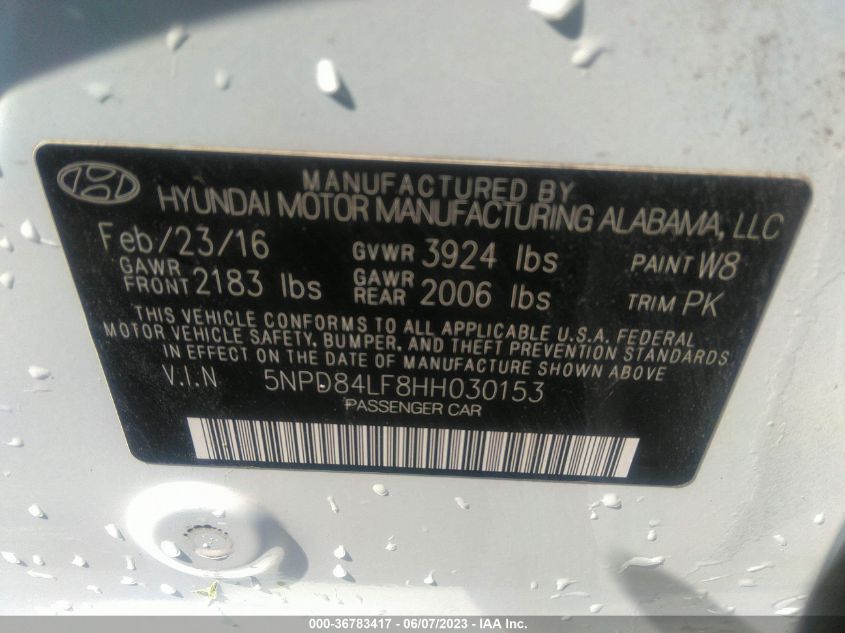 MANUFACTURED BY
HYUNDAI MOTOR MANUFACTURING ALABAMA, LLC
Feb/23/16 GVWR 3924 lbs PAINT W8
GAWR FRONT 2183 lbs GAWR REAR 2006 lbs TRIM PK
THIS VEHICLE CONFORMS TO ALL APPLICABLE U.S.A. FEDERAL
MOTOR VEHICLE SAFETY, BUMPER, AND THEFT PREVENTION STANDARDS
IN EFFECT ON THE DATE OF MANUFACTURE SHOWN ABOVE
V.I.N 5NPD84LF8HH030153
PASSENGER CAR
000-36783417 - 06/07/2023 - IAA Inc.